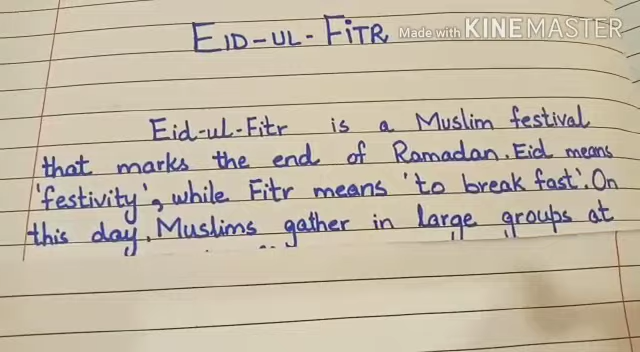 EID-UL-FITR
Made with KINEMASTER
Eid-ul-Fitr is a Muslim festival
that marks the end of Ramadan. Eid means
'festivity', while Fitr means 'to break fast'. On
this day, Muslims gather in large groups at